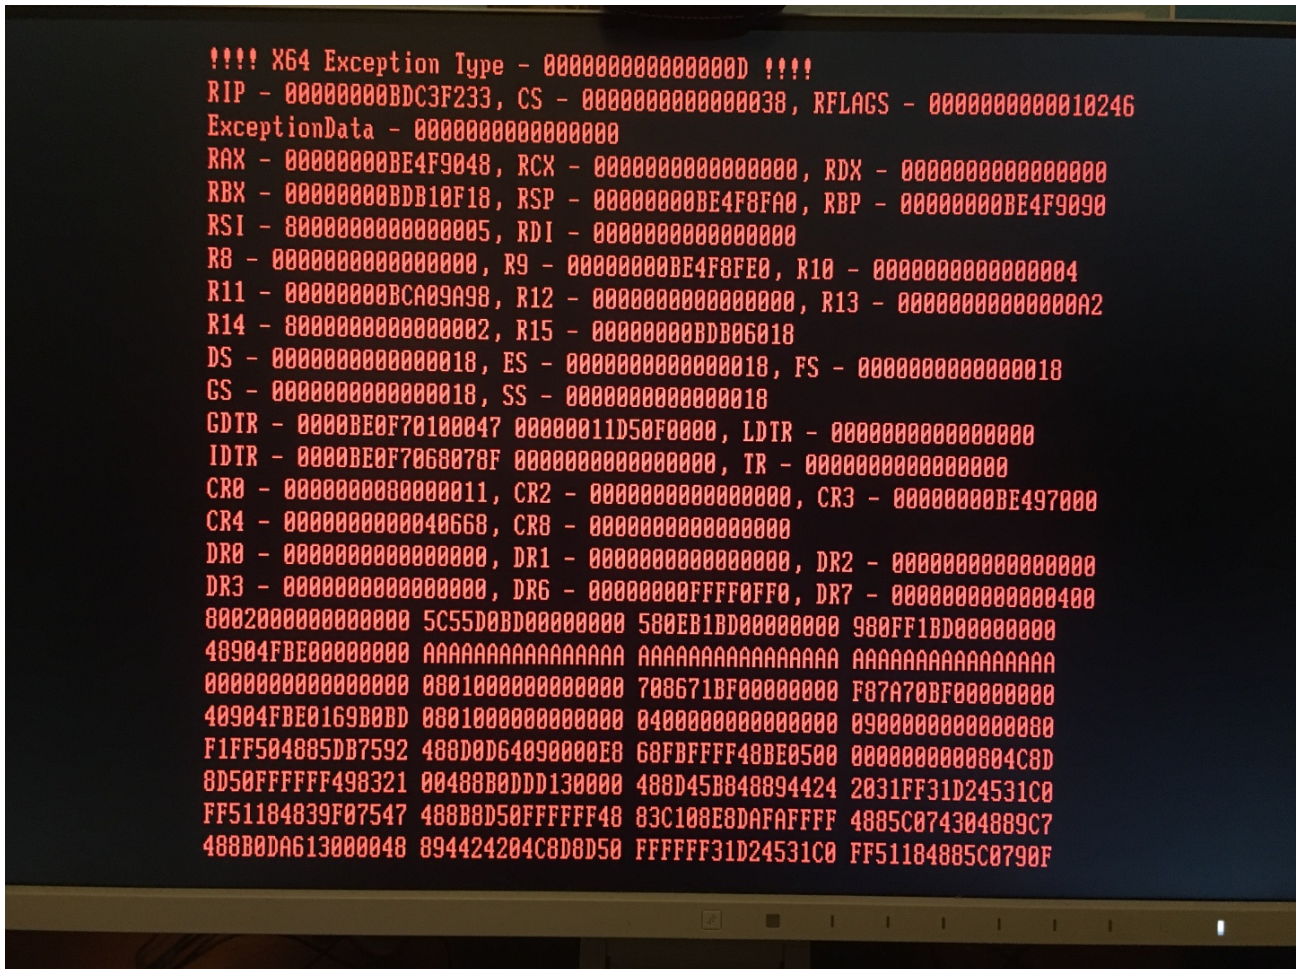 !!!! X64 Exception Type - 000000000000000D !!!!
RIP - 00000000BDC3F233, CS - 0000000000000038, RFLAGS - 0000000000010246
ExceptionData - 0000000000000000
RAX - 00000000BE4F9048, RCX - 0000000000000000, RDX - 0000000000000000
RBX - 00000000BDB10F18, RSP - 00000000BE4F8FA0, RBP - 00000000BE4F9090
RSI - 8000000000000005, RDI - 0000000000000000
R8 - 0000000000000000, R9 - 00000000BE4F8FE0, R10 - 0000000000000004
R11 - 00000000BCA09A98, R12 - 0000000000000000, R13 - 00000000000000A2
R14 - 8000000000000002, R15 - 00000000BDB06018
DS - 0000000000000018, ES - 0000000000000018, FS - 0000000000000018
GS - 0000000000000018, SS - 0000000000000018
GDTR - 0000BE0F70100047 00000011D50F0000, LDTR - 0000000000000000
IDTR - 0000BE0F7068078F 0000000000000000, TR - 0000000000000000
CR0 - 0000000080000011, CR2 - 0000000000000000, CR3 - 00000000BE497000
CR4 - 0000000000040668, CR8 - 0000000000000000
DR0 - 0000000000000000, DR1 - 0000000000000000, DR2 - 0000000000000000
DR3 - 0000000000000000, DR6 - 00000000FFFF0FF0, DR7 - 0000000000000400
8002000000000000 5C55D0BD00000000 580EB1BD00000000 980FF1BD00000000
48904FBE00000000 AAAAAAAAAAAAAAAA AAAAAAAAAAAAAAAA AAAAAAAAAAAAAAAA
0000000000000000 0801000000000000 708671BF00000000 F87A70BF00000000
40904FBE0169B0BD 0801000000000000 0400000000000000 0900000000000080
F1FF504885DB7592 488D0D64090000E8 68FBFFFF48BE0500 0000000000804C8D
8D50FFFFFF498321 00488B0DDD130000 488D45B848894424 2031FF31D24531C0
FF51184839F07547 488B8D50FFFFFF48 83C108E8DAFAFFFF 4885C074304889C7
488B0DA613000048 894424204C8D8D50 FFFFFF31D24531C0 FF51184885C0790F